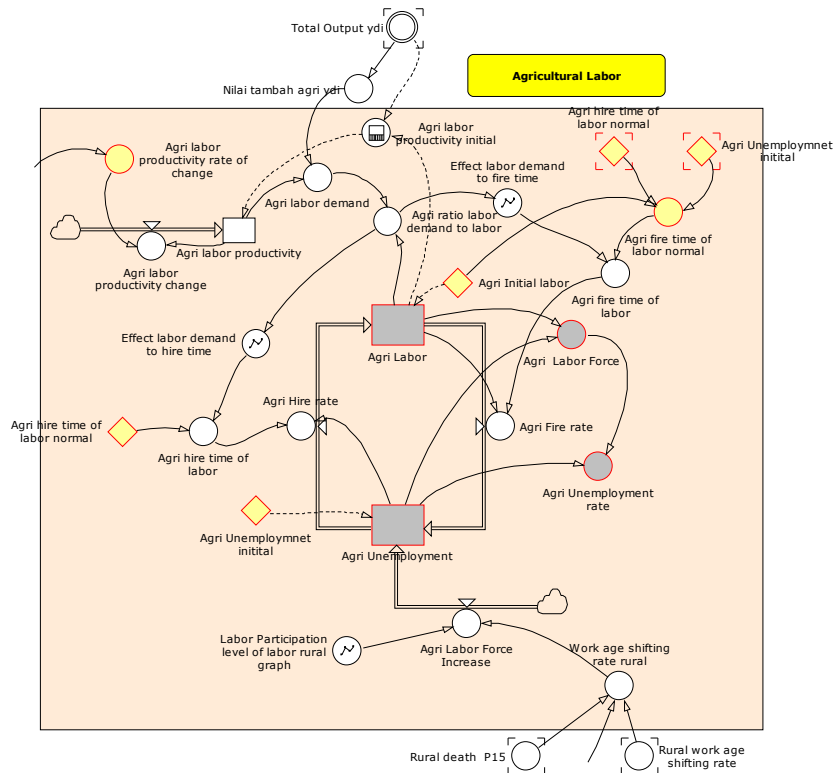 Total Output ydi
Agricultural Labor
Nilai tambah agri ydi
Agri hire time of
labor normal
Agri labor
productivity initial
Agri Unemploymnet
initital
Agri labor
productivity rate of
change
Effect labor demand
to fire time
Agri labor demand
Agri ratio labor
demand to labor
Agri fire time of
labor normal
Agri labor productivity
Agri labor
productivity change
Agri Initial labor
Agri fire time of
labor
Effect labor demand
to hire time
Agri Labor
Agri  Labor Force
Agri Hire rate
Agri hire time of
labor normal
Agri Fire rate
Agri hire time of
labor
Agri Unemployment
rate
Agri Unemploymnet
initital
Agri Unemployment
Labor Participation
level of labor rural
graph
Agri Labor Force
Increase
Work age shifting
rate rural
Rural death  P15
Rural work age
shifting rate